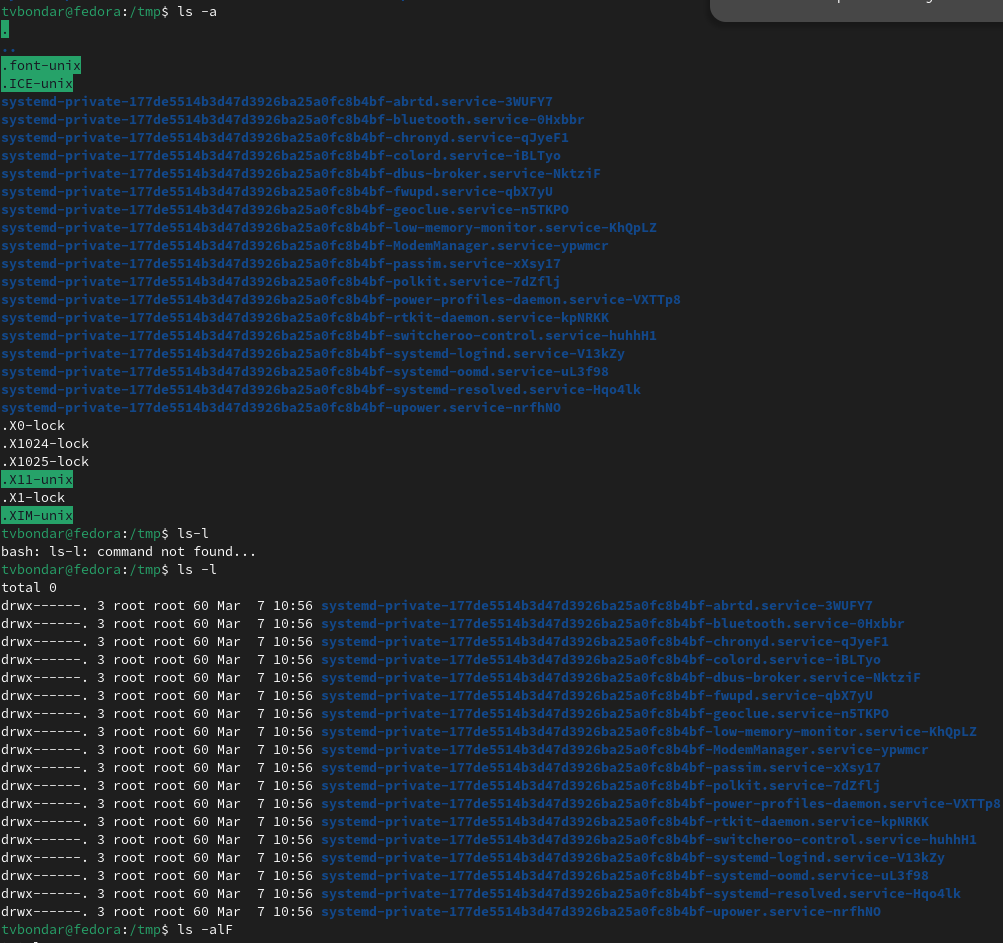 tvbondar@fedora:/tmp$ ls -a
.
..
.font-unix
.ICE-unix
systemd-private-177de5514b3d47d3926ba25a0fc8b4bf-abrtd.service-3WUFY7
systemd-private-177de5514b3d47d3926ba25a0fc8b4bf-bluetooth.service-0Hxbbr
systemd-private-177de5514b3d47d3926ba25a0fc8b4bf-chronyd.service-qJyeF1
systemd-private-177de5514b3d47d3926ba25a0fc8b4bf-colord.service-iBLTyo
systemd-private-177de5514b3d47d3926ba25a0fc8b4bf-dbus-broker.service-NktziF
systemd-private-177de5514b3d47d3926ba25a0fc8b4bf-fwupd.service-qbX7yU
systemd-private-177de5514b3d47d3926ba25a0fc8b4bf-geoclue.service-n5TKPO
systemd-private-177de5514b3d47d3926ba25a0fc8b4bf-low-memory-monitor.service-KhQpLZ
systemd-private-177de5514b3d47d3926ba25a0fc8b4bf-ModemManager.service-ypwmcr
systemd-private-177de5514b3d47d3926ba25a0fc8b4bf-passim.service-xXsy17
systemd-private-177de5514b3d47d3926ba25a0fc8b4bf-polkit.service-7dZflj
systemd-private-177de5514b3d47d3926ba25a0fc8b4bf-power-profiles-daemon.service-VXTTp8
systemd-private-177de5514b3d47d3926ba25a0fc8b4bf-rtkit-daemon.service-kpNRKK
systemd-private-177de5514b3d47d3926ba25a0fc8b4bf-switcheroo-control.service-huhhH1
systemd-private-177de5514b3d47d3926ba25a0fc8b4bf-systemd-logind.service-V13kZy
systemd-private-177de5514b3d47d3926ba25a0fc8b4bf-systemd-oomd.service-uL3f98
systemd-private-177de5514b3d47d3926ba25a0fc8b4bf-systemd-resolved.service-Hqo4lk
systemd-private-177de5514b3d47d3926ba25a0fc8b4bf-upower.service-nrfhNO
.X0-lock
.X1024-lock
.X1025-lock
.X11-unix
.X1-lock
.XIM-unix
tvbondar@fedora:/tmp$ ls-l
bash: ls-l: command not found...
tvbondar@fedora:/tmp$ ls -l
total 0
drwx------. 3 root root 60 Mar  7 10:56 systemd-private-177de5514b3d47d3926ba25a0fc8b4bf-abrtd.service-3WUFY7
drwx------. 3 root root 60 Mar  7 10:56 systemd-private-177de5514b3d47d3926ba25a0fc8b4bf-bluetooth.service-0Hxbbr
drwx------. 3 root root 60 Mar  7 10:56 systemd-private-177de5514b3d47d3926ba25a0fc8b4bf-chronyd.service-qJyeF1
drwx------. 3 root root 60 Mar  7 10:56 systemd-private-177de5514b3d47d3926ba25a0fc8b4bf-colord.service-iBLTyo
drwx------. 3 root root 60 Mar  7 10:56 systemd-private-177de5514b3d47d3926ba25a0fc8b4bf-dbus-broker.service-NktziF
drwx------. 3 root root 60 Mar  7 10:56 systemd-private-177de5514b3d47d3926ba25a0fc8b4bf-fwupd.service-qbX7yU
drwx------. 3 root root 60 Mar  7 10:56 systemd-private-177de5514b3d47d3926ba25a0fc8b4bf-geoclue.service-n5TKPO
drwx------. 3 root root 60 Mar  7 10:56 systemd-private-177de5514b3d47d3926ba25a0fc8b4bf-low-memory-monitor.service-KhQpLZ
drwx------. 3 root root 60 Mar  7 10:56 systemd-private-177de5514b3d47d3926ba25a0fc8b4bf-ModemManager.service-ypwmcr
drwx------. 3 root root 60 Mar  7 10:56 systemd-private-177de5514b3d47d3926ba25a0fc8b4bf-passim.service-xXsy17
drwx------. 3 root root 60 Mar  7 10:56 systemd-private-177de5514b3d47d3926ba25a0fc8b4bf-polkit.service-7dZflj
drwx------. 3 root root 60 Mar  7 10:56 systemd-private-177de5514b3d47d3926ba25a0fc8b4bf-power-profiles-daemon.service-VXTTp8
drwx------. 3 root root 60 Mar  7 10:56 systemd-private-177de5514b3d47d3926ba25a0fc8b4bf-rtkit-daemon.service-kpNRKK
drwx------. 3 root root 60 Mar  7 10:56 systemd-private-177de5514b3d47d3926ba25a0fc8b4bf-switcheroo-control.service-huhhH1
drwx------. 3 root root 60 Mar  7 10:56 systemd-private-177de5514b3d47d3926ba25a0fc8b4bf-systemd-logind.service-V13kZy
drwx------. 3 root root 60 Mar  7 10:56 systemd-private-177de5514b3d47d3926ba25a0fc8b4bf-systemd-oomd.service-uL3f98
drwx------. 3 root root 60 Mar  7 10:56 systemd-private-177de5514b3d47d3926ba25a0fc8b4bf-systemd-resolved.service-Hqo4lk
drwx------. 3 root root 60 Mar  7 10:56 systemd-private-177de5514b3d47d3926ba25a0fc8b4bf-upower.service-nrfhNO
tvbondar@fedora:/tmp$ ls -alF